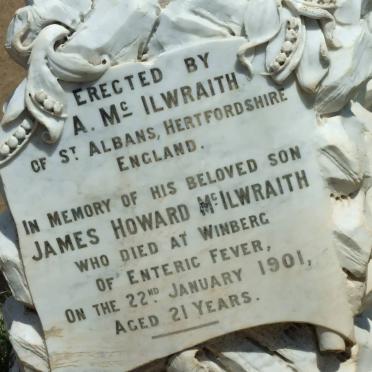 ERECTED BY
A. Mc ILWRAITH
OF ST. ALBANS, HERTFORDSHIRE
ENGLAND.
IN MEMORY OF HIS BELOVED SON
JAMES HOWARD McILWRAITH
WHO DIED AT WINBERG
OF ENTERIC FEVER,
ON THE 22ND JANUARY 1901,
AGED 21 YEARS.